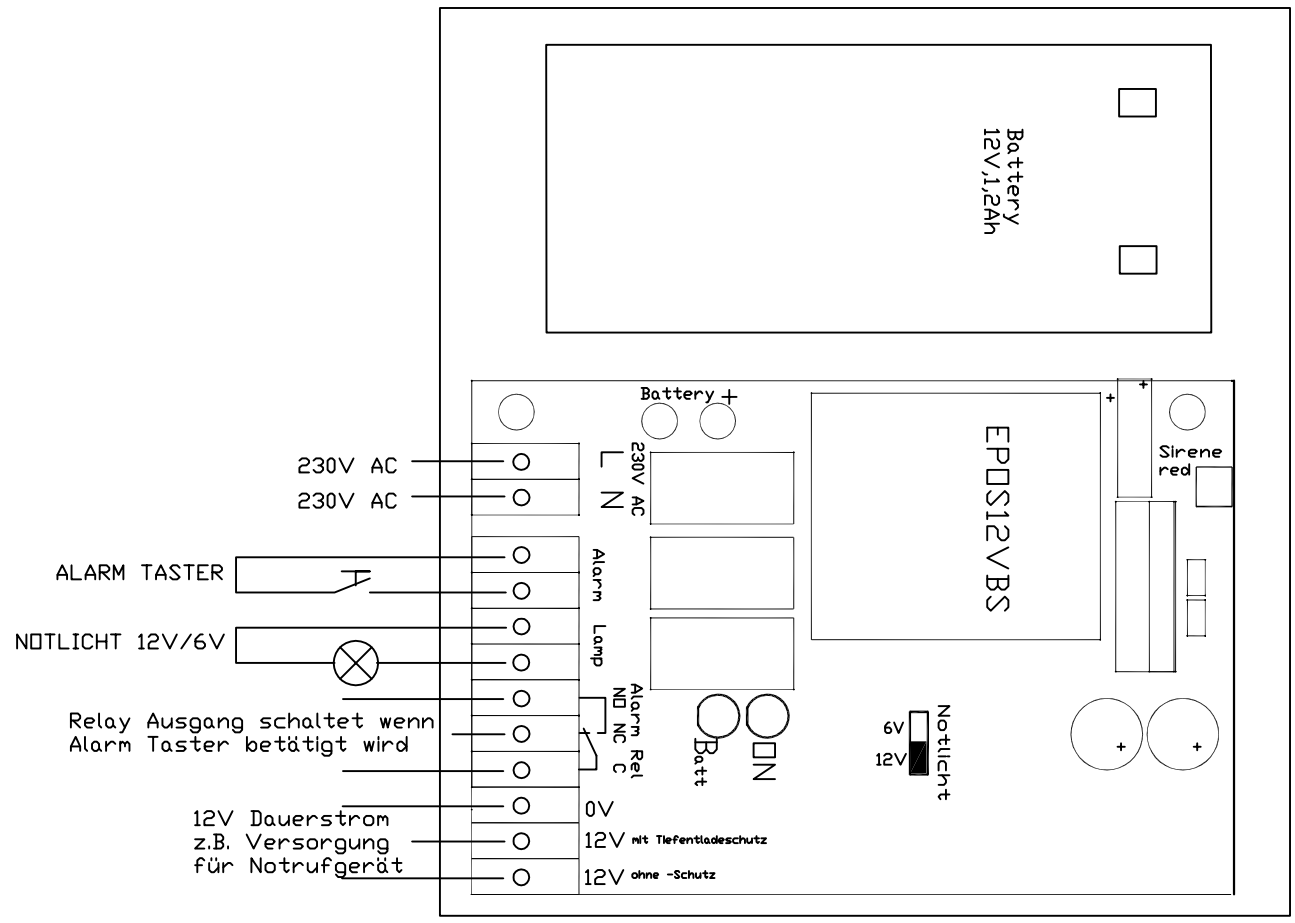 Battery
12V,1,2Ah
Battery +
+
+
Sirene
red
EPOS12VBS
230V AC
L
230V AC
230V AC
N
ALARM TASTER
Alarm
NOTLICHT 12V/6V
Lamp
Relay Ausgang schaltet wenn
Alarm Taster betätigt wird
Alarm Rel
NO NC C
Batt
ON
6V
12V
Notlicht
+
+
12V Dauerstrom
z.B. Versorgung
für Notrufgerät
0V
12V mit Tiefentladeschutz
12V ohne -Schutz